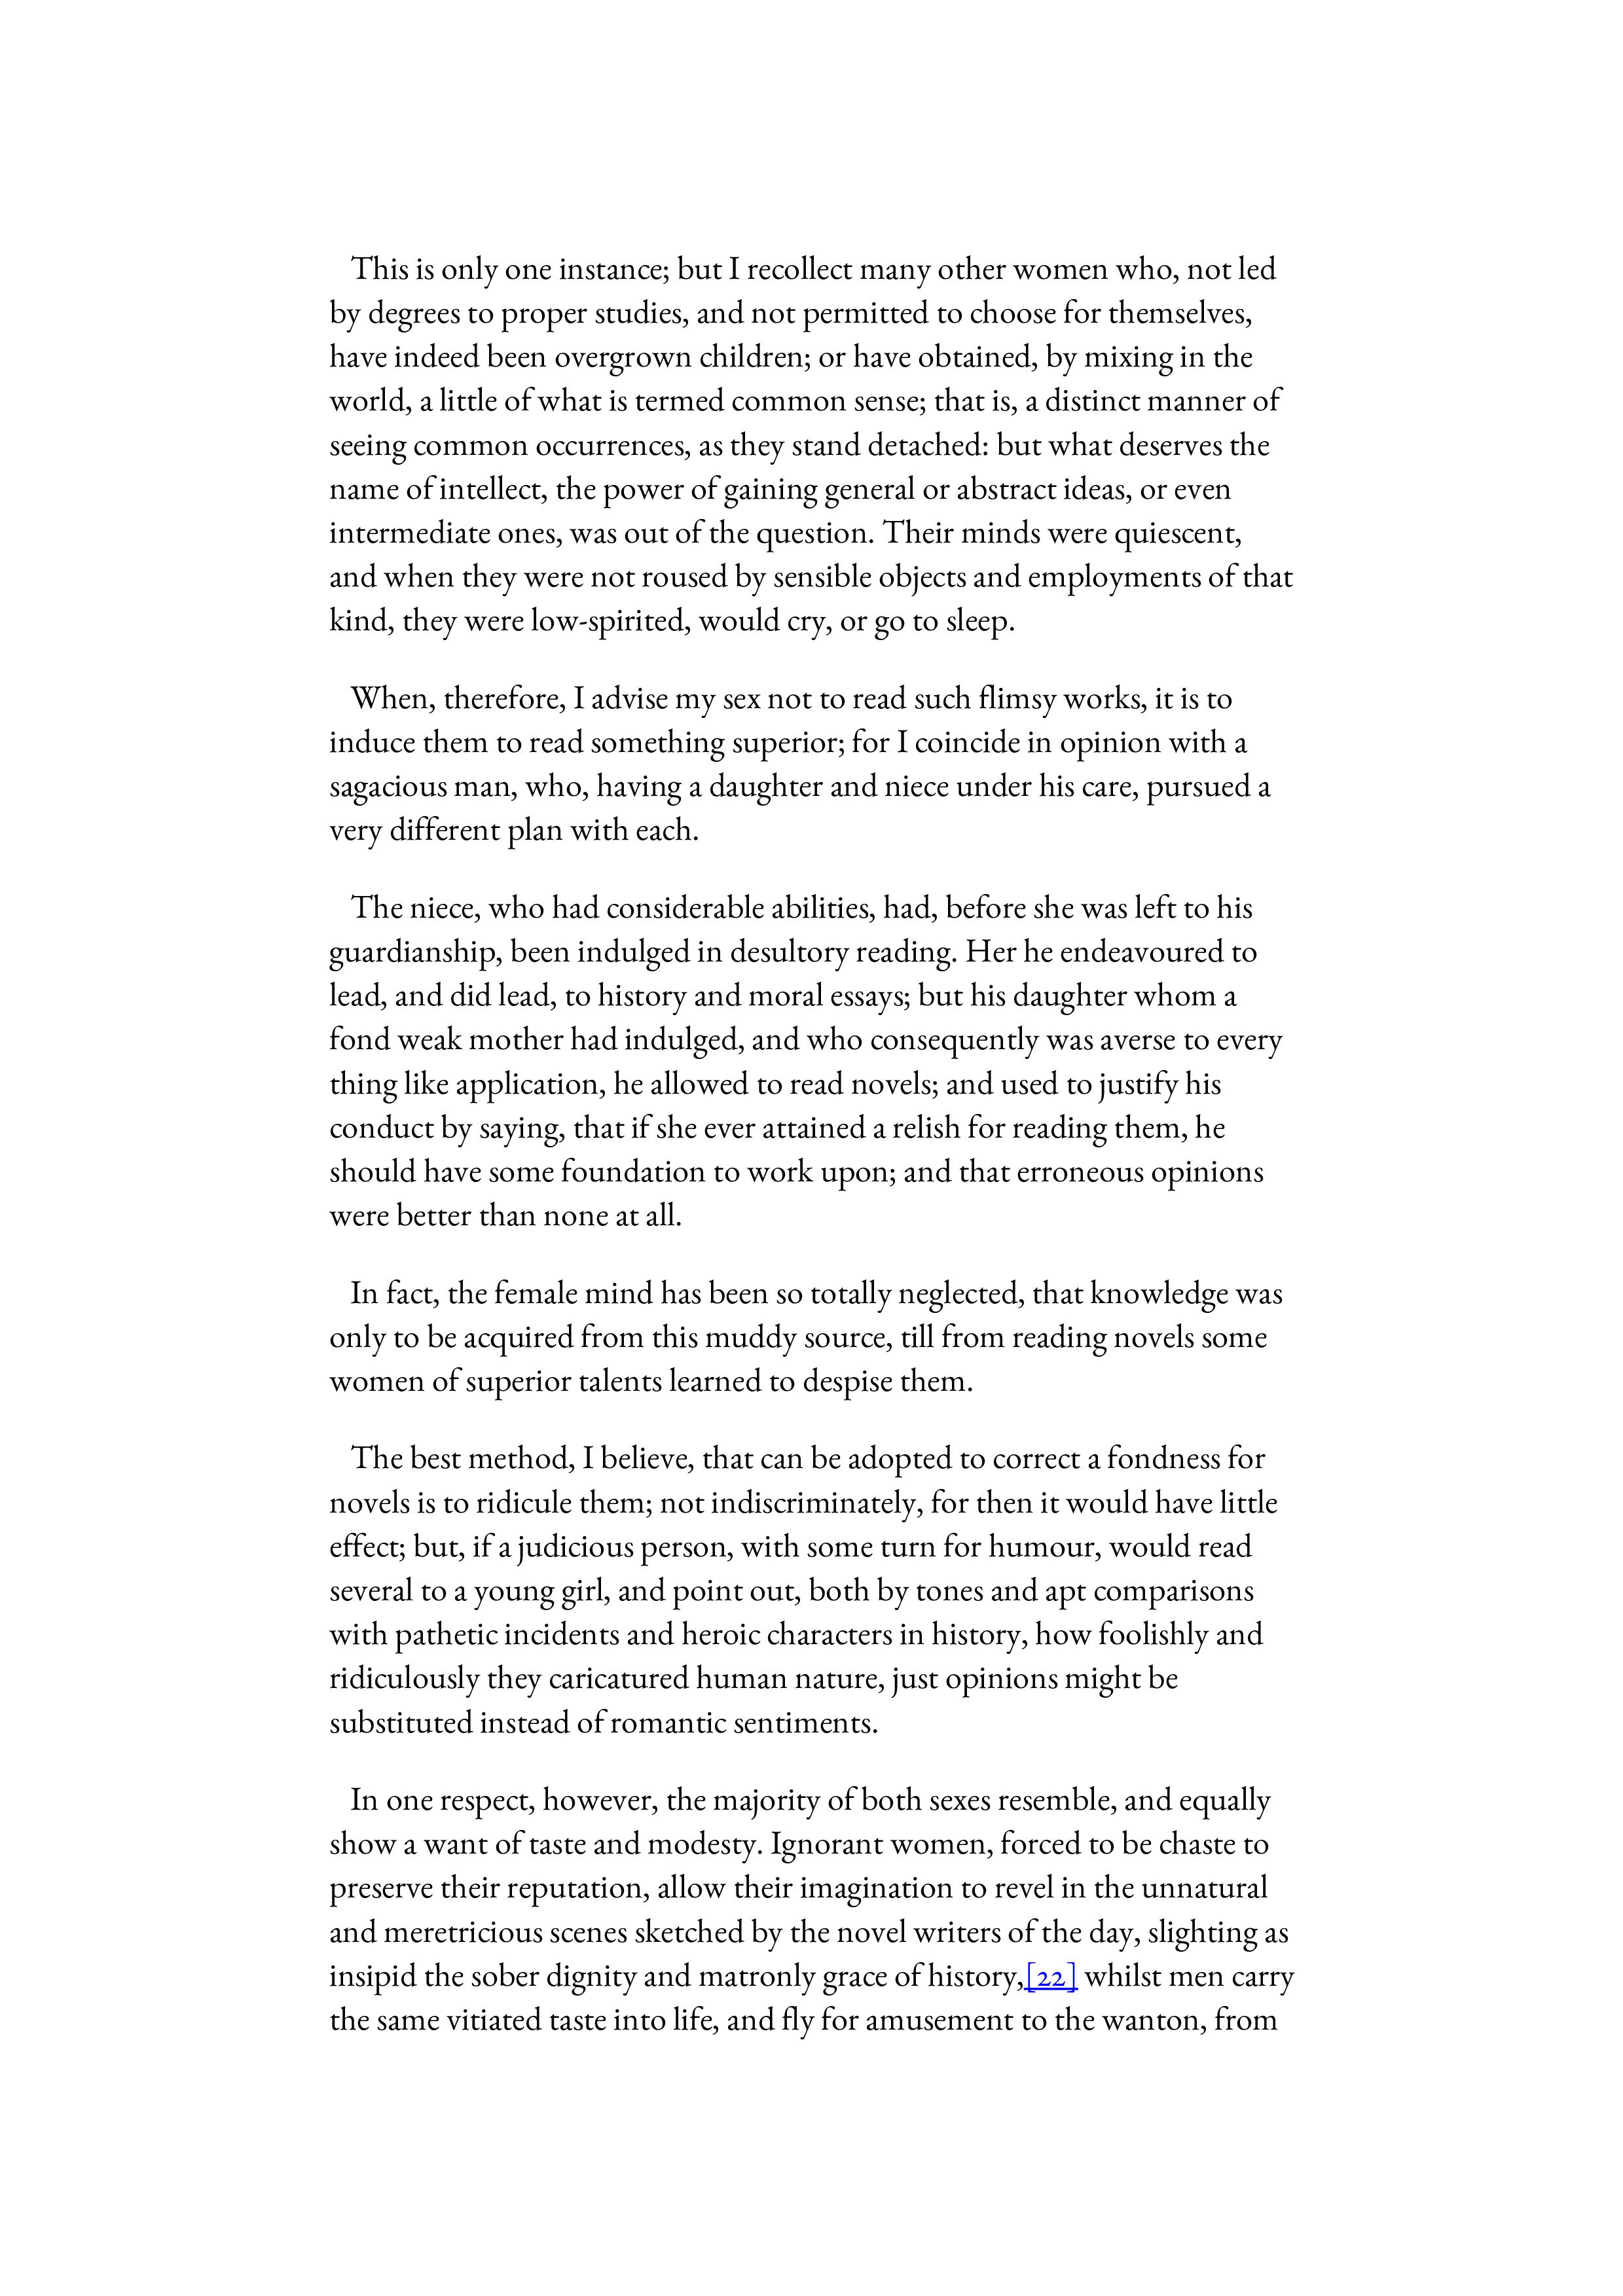 This is only one instance; but I recollect many other women who, not led
by degrees to proper studies, and not permitted to choose for themselves,
have indeed been overgrown children; or have obtained, by mixing in the
world, a little of what is termed common sense; that is, a distinct manner of
seeing common occurrences, as they stand detached: but what deserves the
name of intellect, the power of gaining general or abstract ideas, or even
intermediate ones, was out of the question. Their minds were quiescent,
and when they were not roused by sensible objects and employments of that
kind, they were low-spirited, would cry, or go to sleep.
When, therefore, I advise my sex not to read such flimsy works, it is to
induce them to read something superior; for I coincide in opinion with a
sagacious man, who, having a daughter and niece under his care, pursued a
very different plan with each.
The niece, who had considerable abilities, had, before she was left to his
guardianship, been indulged in desultory reading. Her he endeavoured to
lead, and did lead, to history and moral essays; but his daughter whom a
fond weak mother had indulged, and who consequently was averse to every
thing like application, he allowed to read novels; and used to justify his
conduct by saying, that if she ever attained a relish for reading them, he
should have some foundation to work upon; and that erroneous opinions
were better than none at all.
In fact, the female mind has been so totally neglected, that knowledge was
only to be acquired from this muddy source, till from reading novels some
women of superior talents learned to despise them.
The best method, I believe, that can be adopted to correct a fondness for
novels is to ridicule them; not indiscriminately, for then it would have little
effect; but, if a judicious person, with some turn for humour, would read
several to a young girl, and point out, both by tones and apt comparisons
with pathetic incidents and heroic characters in history, how foolishly and
ridiculously they caricatured human nature, just opinions might be
substituted instead of romantic sentiments.
In one respect, however, the majority of both sexes resemble, and equally
show a want of taste and modesty. Ignorant women, forced to be chaste to
preserve their reputation, allow their imagination to revel in the unnatural
and meretricious scenes sketched by the novel writers of the day, slighting as
insipid the sober dignity and matronly grace of history,[22] whilst men carry
the same vitiated taste into life, and fly for amusement to the wanton, from